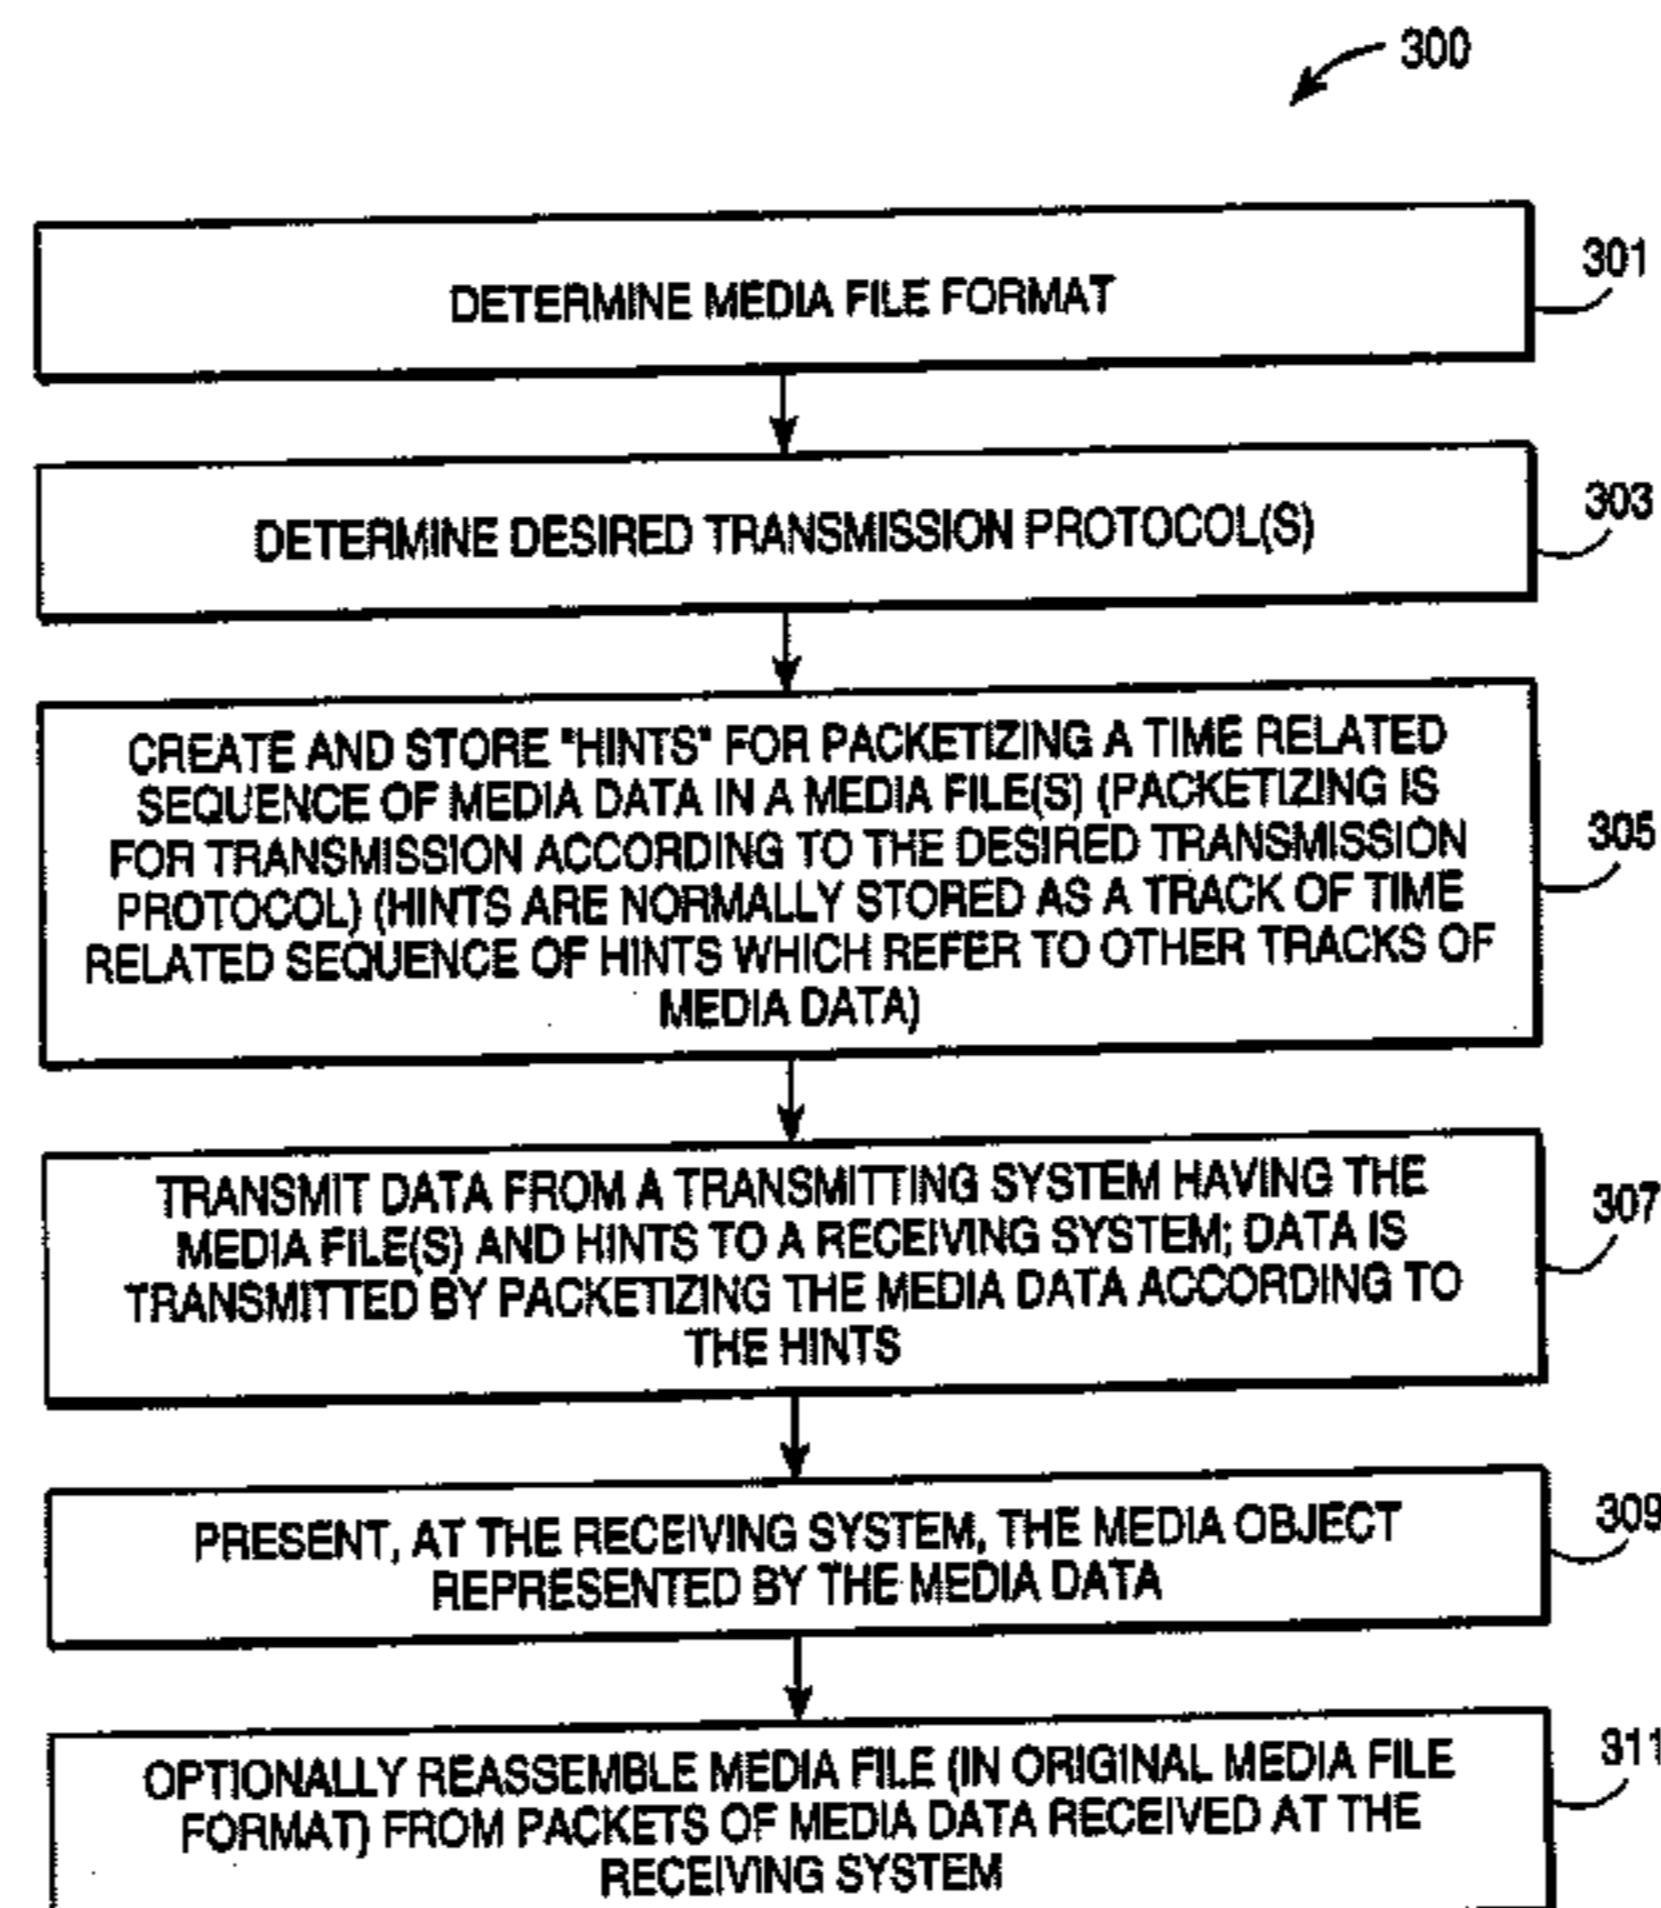 300
DETERMINE MEDIA FILE FORMAT
301
DETERMINE DESIRED TRANSMISSION PROTOCOL(S)
303
CREATE AND STORE "HINTS" FOR PACKETIZING A TIME RELATED
SEQUENCE OF MEDIA DATA IN A MEDIA FILE(S) (PACKETIZING IS
FOR TRANSMISSION ACCORDING TO THE DESIRED TRANSMISSION
PROTOCOL) (HINTS ARE NORMALLY STORED AS A TRACK OF TIME
RELATED SEQUENCE OF HINTS WHICH REFER TO OTHER TRACKS OF
MEDIA DATA)
305
TRANSMIT DATA FROM A TRANSMITTING SYSTEM HAVING THE
MEDIA FILE(S) AND HINTS TO A RECEIVING SYSTEM; DATA IS
TRANSMITTED BY PACKETIZING THE MEDIA DATA ACCORDING TO
THE HINTS
307
PRESENT, AT THE RECEIVING SYSTEM, THE MEDIA OBJECT
REPRESENTED BY THE MEDIA DATA
309
OPTIONALLY REASSEMBLE MEDIA FILE (IN ORIGINAL MEDIA FILE
FORMAT) FROM PACKETS OF MEDIA DATA RECEIVED AT THE
RECEIVING SYSTEM
311